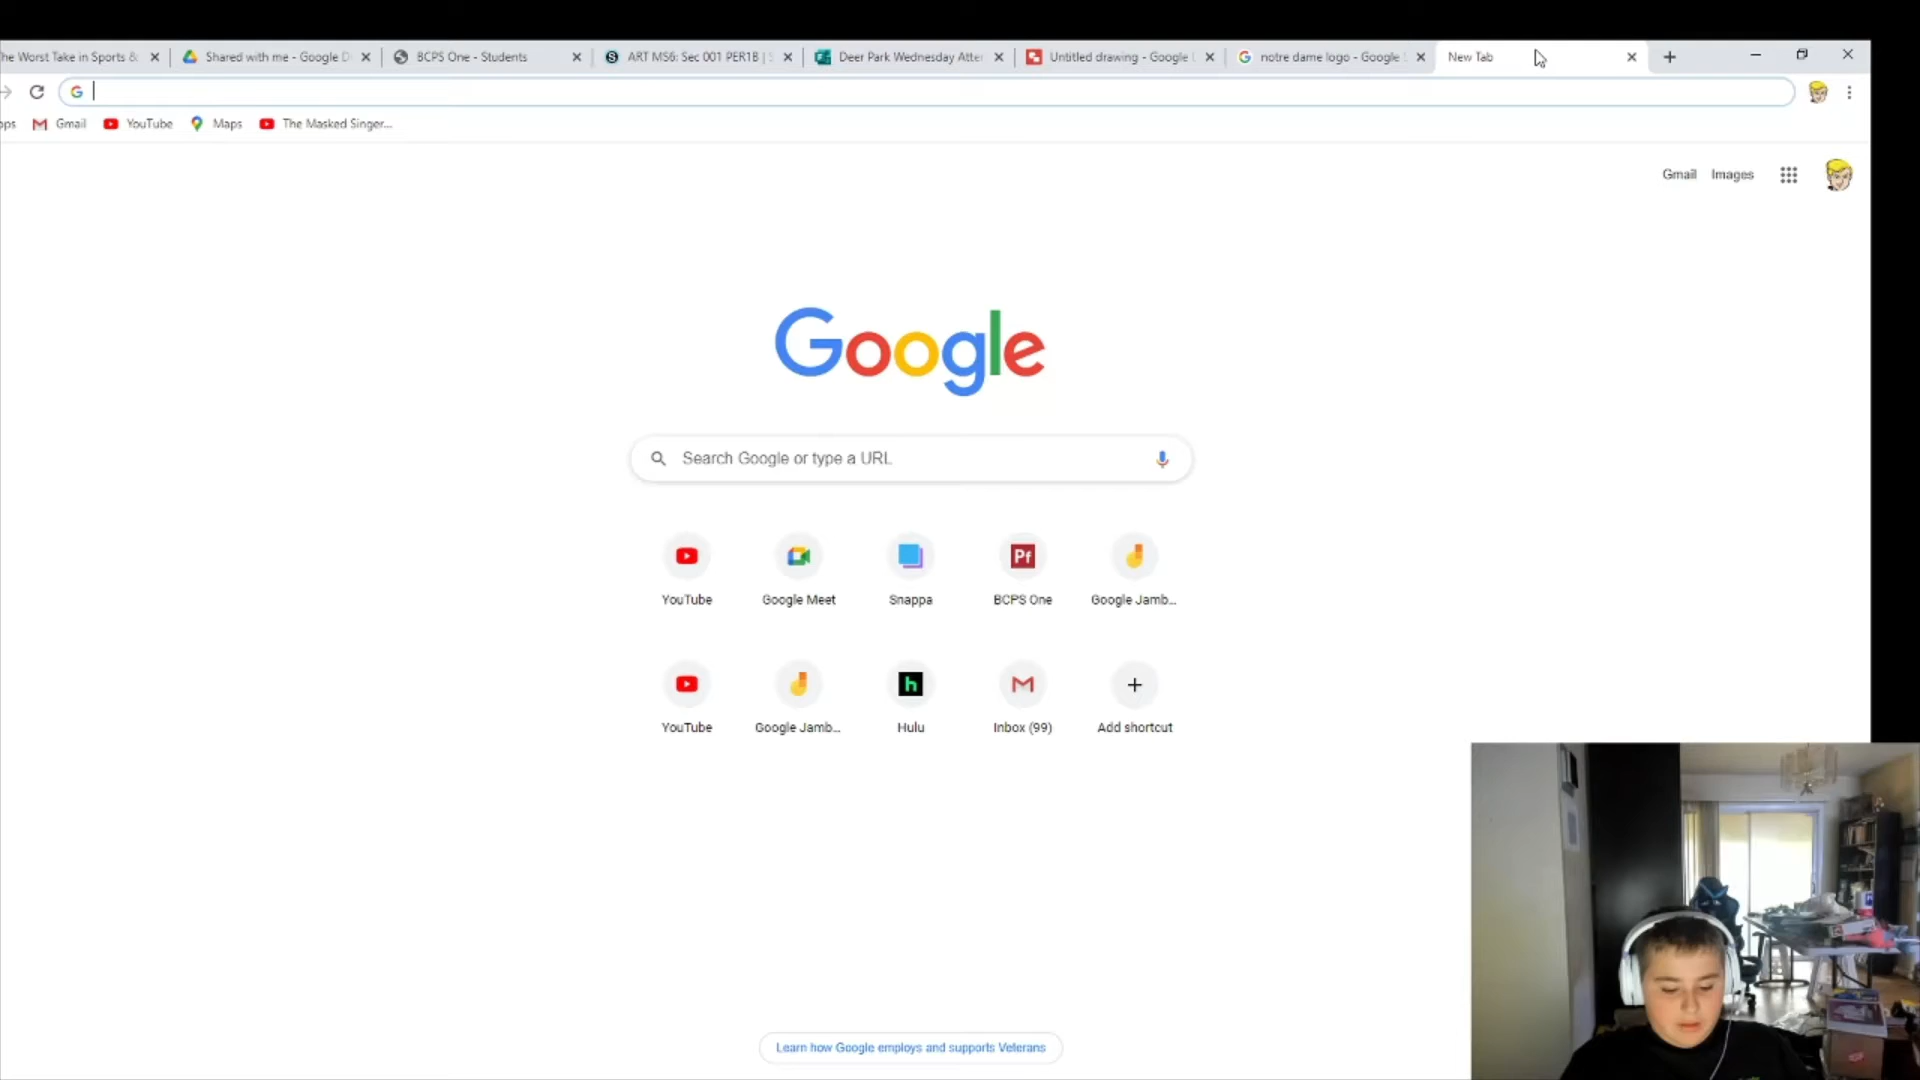 he Worst Take in Sports &
Shared with me - Google D
BCPS One - Students
ART MS6: Sec 001 PER1B | S
Deer Park Wednesday Atter
Untitled drawing - Google
notre dame logo - Google S
New Tab
ops
Gmail
YouTube
Maps
The Masked Singer...
Gmail
Images
Google
Search Google or type a URL
YouTube
Google Meet
Snappa
Pf
BCPS One
Google Jamb...
YouTube
Google Jamb...
h
Hulu
Inbox (99)
Add shortcut
Learn how Google employs and supports Veterans